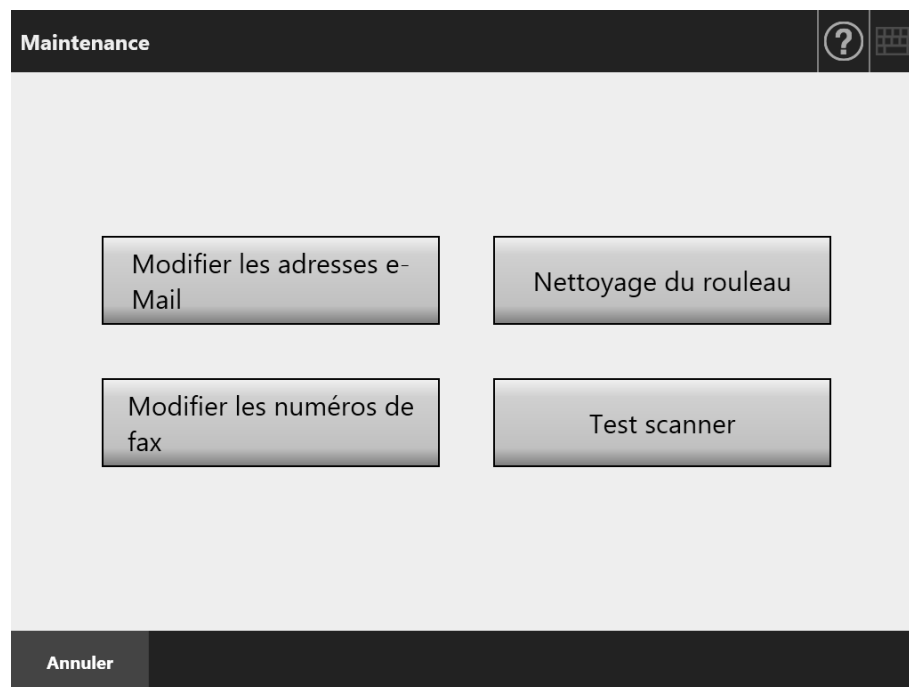 Maintenance
?
Modifier les adresses e-
Mail
Nettoyage du rouleau
Modifier les numéros de
fax
Test scanner
Annuler